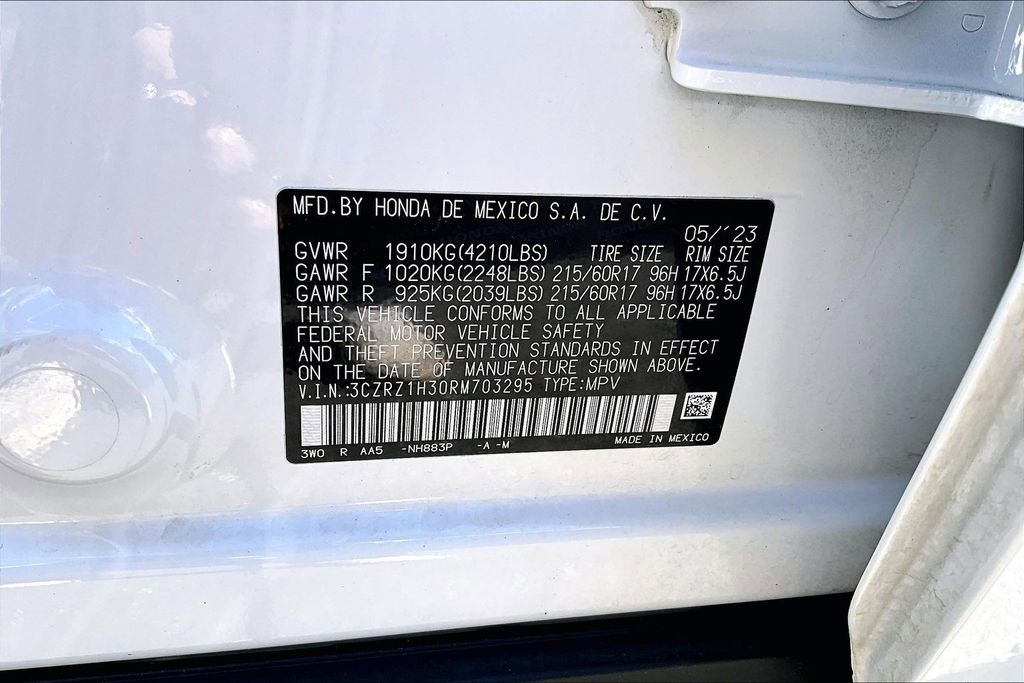 MFD.BY HONDA DE MEXICO S.A. DE C.V.
05/'23
GVWR 1910KG(4210LBS) TIRE SIZE RIM SIZE
GAWR F 1020KG(2248LBS) 215/60R17 96H 17X6.5J
GAWR R 925KG(2039LBS) 215/60R17 96H 17X6.5J
THIS VEHICLE CONFORMS TO ALL APPLICABLE
FEDERAL MOTOR VEHICLE SAFETY
AND THEFT PREVENTION STANDARDS IN EFFECT
ON THE DATE OF MANUFACTURE SHOWN ABOVE.
V.I.N.:3CZRZ1H30RM703295 TYPE:MPV
3WO R AA5 -NH883P -A -M MADE IN MEXICO
D